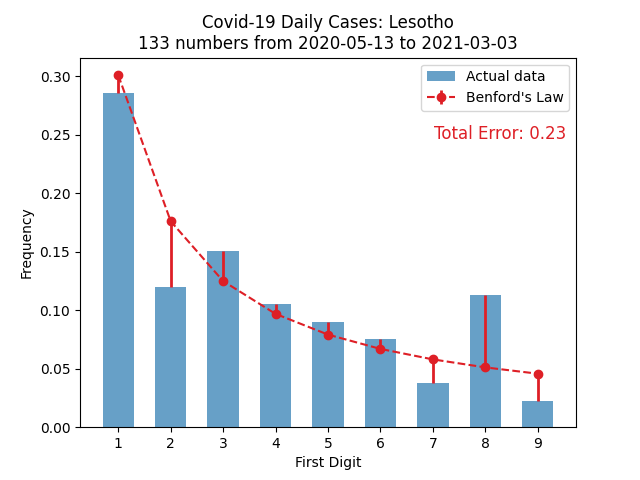 Covid-19 Daily Cases: Lesotho
133 numbers from 2020-05-13 to 2021-03-03
Actual data
Benford's Law
Total Error: 0.23
Frequency
0.30
0.25
0.20
0.15
0.10
0.05
0.00
1 2 3 4 5 6 7 8 9
First Digit